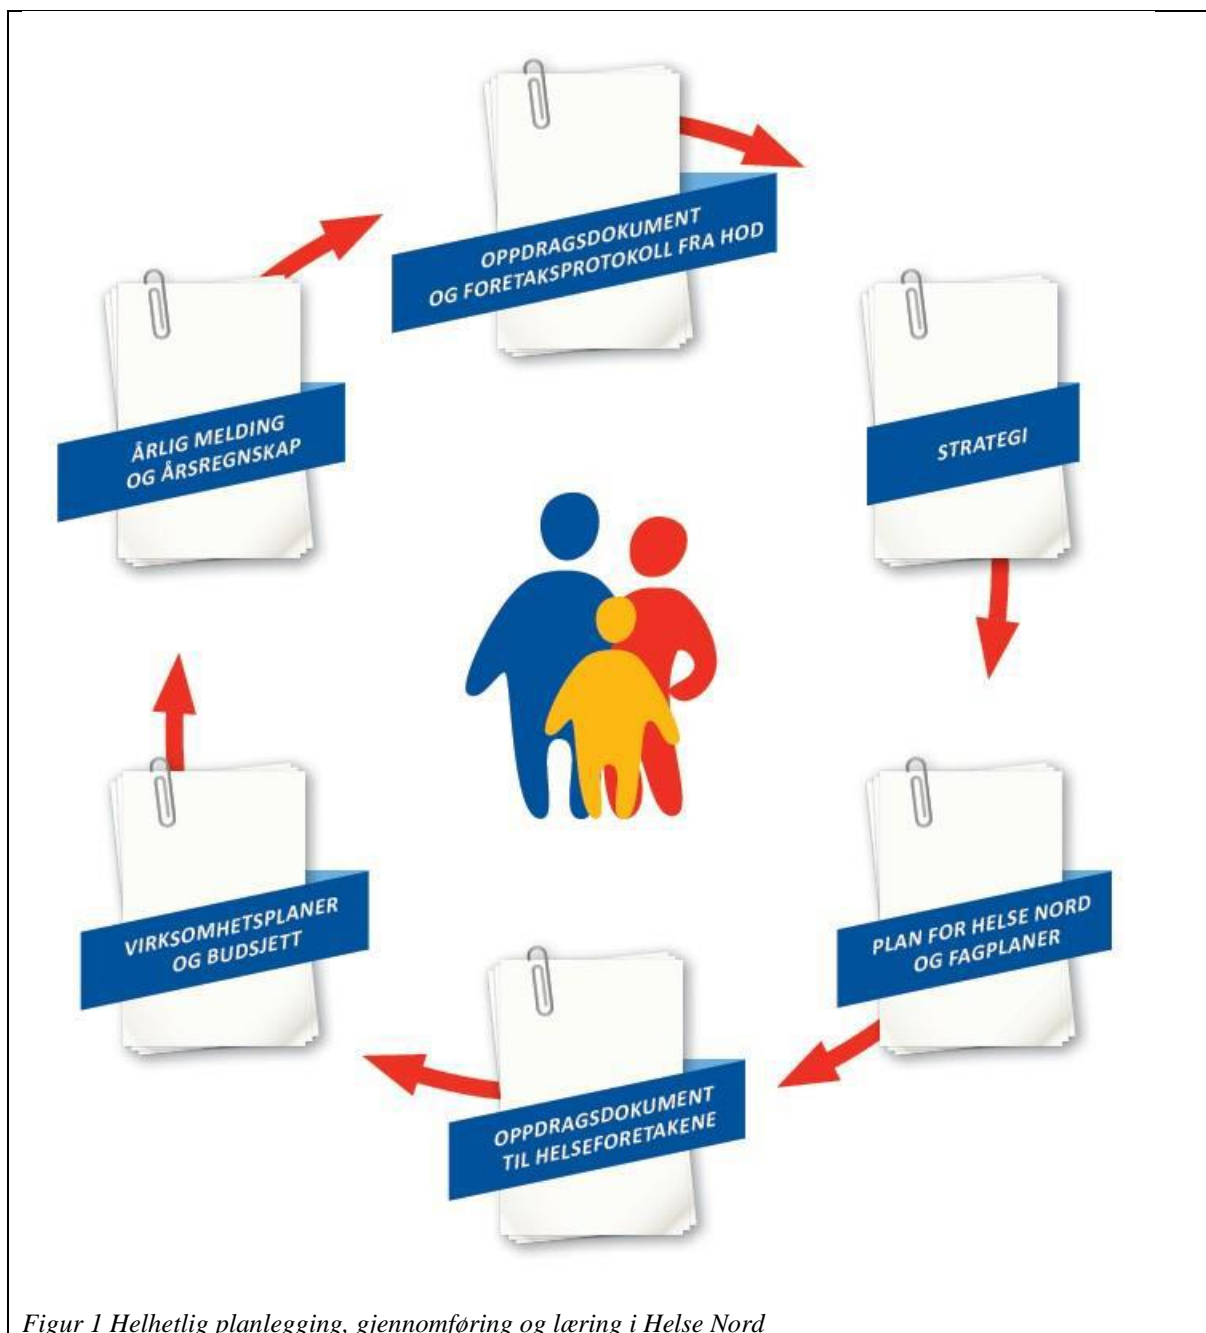 OPPDRAGSDOKUMENT
OG FORETAKSPROTOKOLL FRA HOD
STRATEGI
PLAN FOR HELSE NORD
OG FAGPLANER
OPPDRAGSDOKUMENT
TIL HELSEFORETAKENE
VIRKSOMHETSPLANER
OG BUDSJETT
ÅRLIG MELDING
OG ÅRSREGNSKAP
Figur 1 Helhetlig planlegging, gjennomføring og læring i Helse Nord